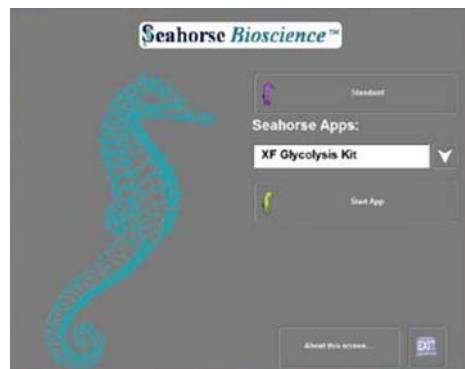 Seahorse Bioscience™
Standard
Seahorse Apps:
XF Glycolysis Kit
Start App
About this screen...
EXIT